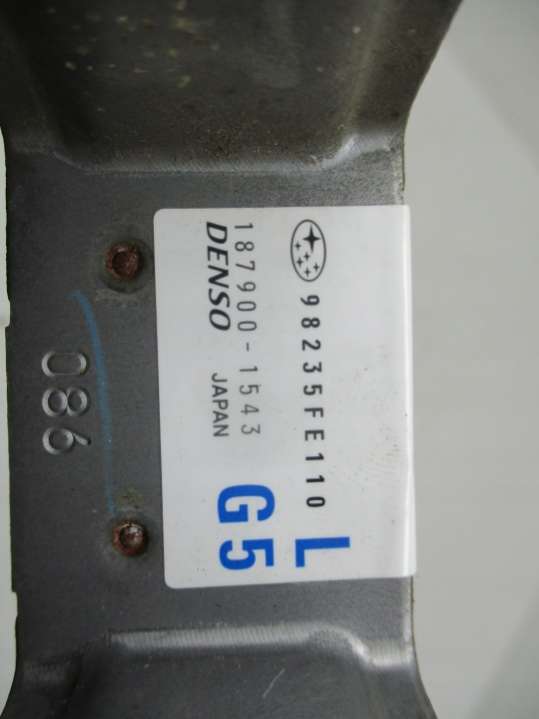 98235FE110
187900-1543
DENSO JAPAN
L
G5
086